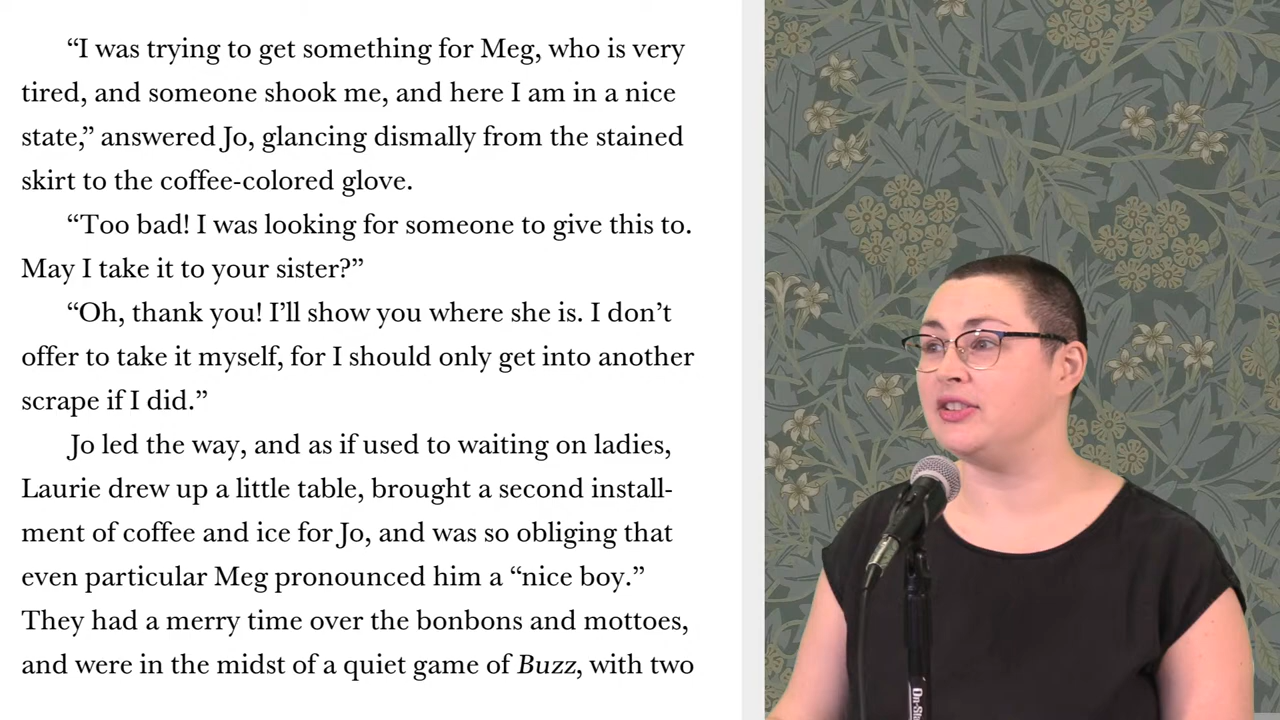 “I was trying to get something for Meg, who is very
tired, and someone shook me, and here I am in a nice
state,” answered Jo, glancing dismally from the stained
skirt to the coffee-colored glove.
“Too bad! I was looking for someone to give this to.
May I take it to your sister?”
“Oh, thank you! I’ll show you where she is. I don’t
offer to take it myself, for I should only get into another
scrape if I did.”
Jo led the way, and as if used to waiting on ladies,
Laurie drew up a little table, brought a second install-
ment of coffee and ice for Jo, and was so obliging that
even particular Meg pronounced him a “nice boy.”
They had a merry time over the bonbons and mottoes,
and were in the midst of a quiet game of Buzz, with two